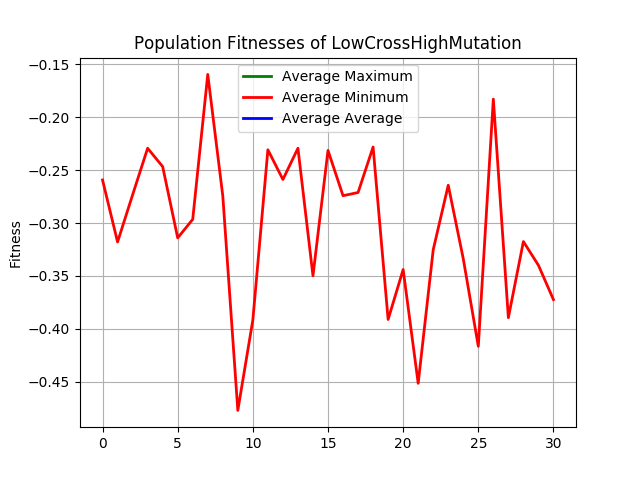 Population Fitnesses of LowCrossHighMutation
Average Maximum
Average Minimum
Average Average
Fitness
−0.15
−0.20
−0.25
−0.30
−0.35
−0.40
−0.45
0 5 10 15 20 25 30